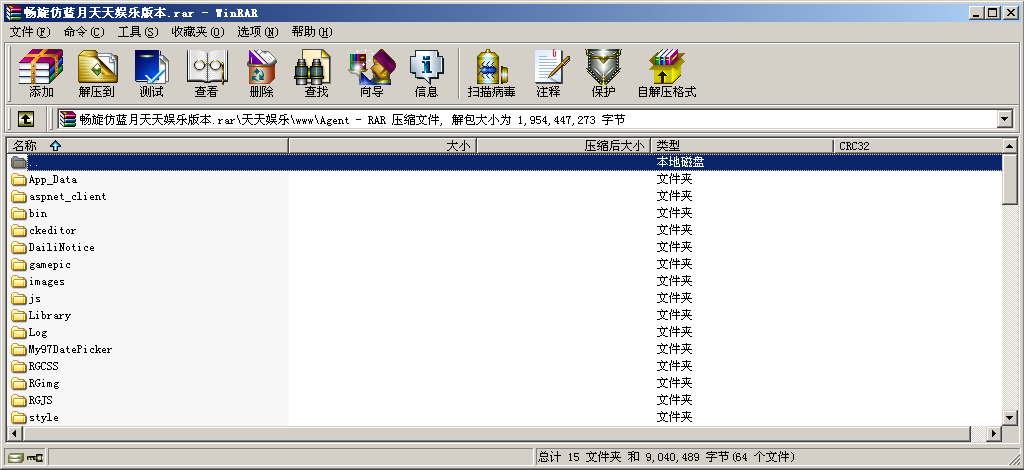 畅旋仿蓝月天天娱乐版本.rar - WinRAR
文件(F) 命令(C) 工具(S) 收藏夹(O) 选项(N) 帮助(H)
添加 解压到 测试 查看 删除 查找 向导 信息 扫描病毒 注释 保护 自解压格式
畅旋仿蓝月天天娱乐版本.rar\天天娱乐\www\Agent - RAR 压缩文件, 解包大小为 1,954,447,273 字节
名称 大小 压缩后大小 类型 CRC32
.. 本地磁盘
App_Data 文件夹
aspnet_client 文件夹
bin 文件夹
ckeditor 文件夹
DailiNotice 文件夹
gamepic 文件夹
images 文件夹
js 文件夹
Library 文件夹
Log 文件夹
My97DatePicker 文件夹
RGCSS 文件夹
RGimg 文件夹
RGJS 文件夹
style 文件夹
总计 15 文件夹 和 9,040,489 字节(64 个文件)